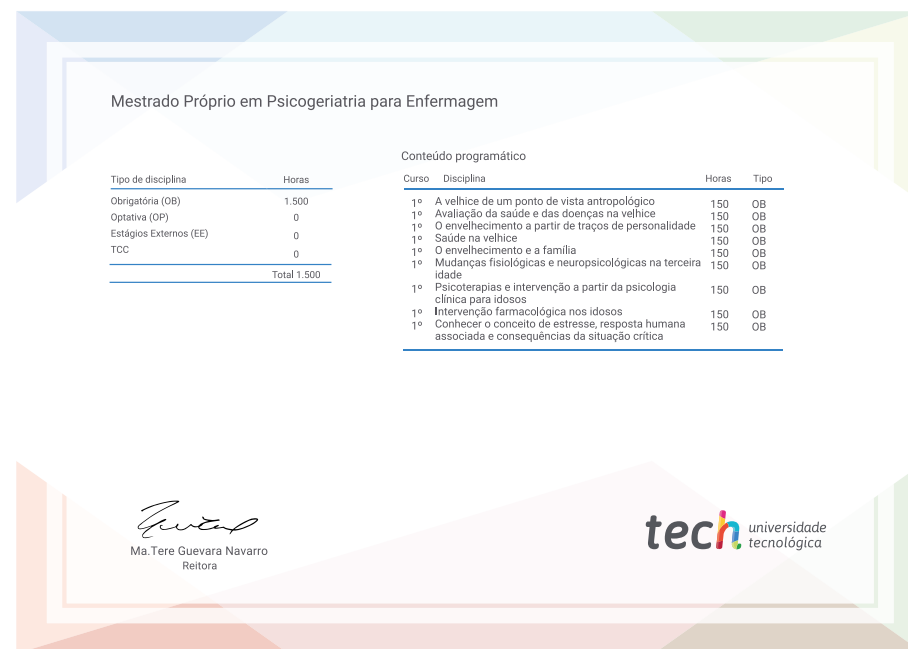 Mestrado Próprio em Psicogeriatria para Enfermagem
Tipo de disciplina Horas
Obrigatória (OB) 1.500
Optativa (OP) 0
Estágios Externos (EE) 0
TCC 0
Total 1.500
Conteúdo programático
Curso Disciplina Horas Tipo
1º A velhice de um ponto de vista antropológico 150 OB
1º Avaliação da saúde e das doenças na velhice 150 OB
1º O envelhecimento a partir de traços de personalidade 150 OB
1º Saúde na velhice 150 OB
1º O envelhecimento e a família 150 OB
1º Mudanças fisiológicas e neuropsicológicas na terceira 150 OB
idade
1º Psicoterapias e intervenção a partir da psicologia 150 OB
clínica para idosos
1º Intervenção farmacológica nos idosos 150 OB
1º Conhecer o conceito de estresse, resposta humana 150 OB
associada e consequências da situação crítica
Ma.Tere Guevara Navarro
Reitora
tech universidade
tecnológica